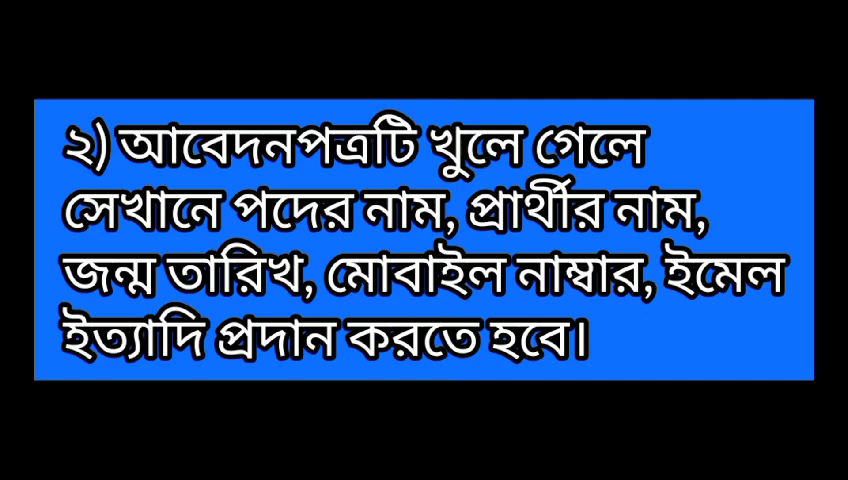 ২) আবেদনপত্রটি খুলে গেলে
সেখানে পদের নাম, প্রার্থীর নাম,
জন্ম তারিখ, মোবাইল নাম্বার, ইমেল
ইত্যাদি প্রদান করতে হবে।